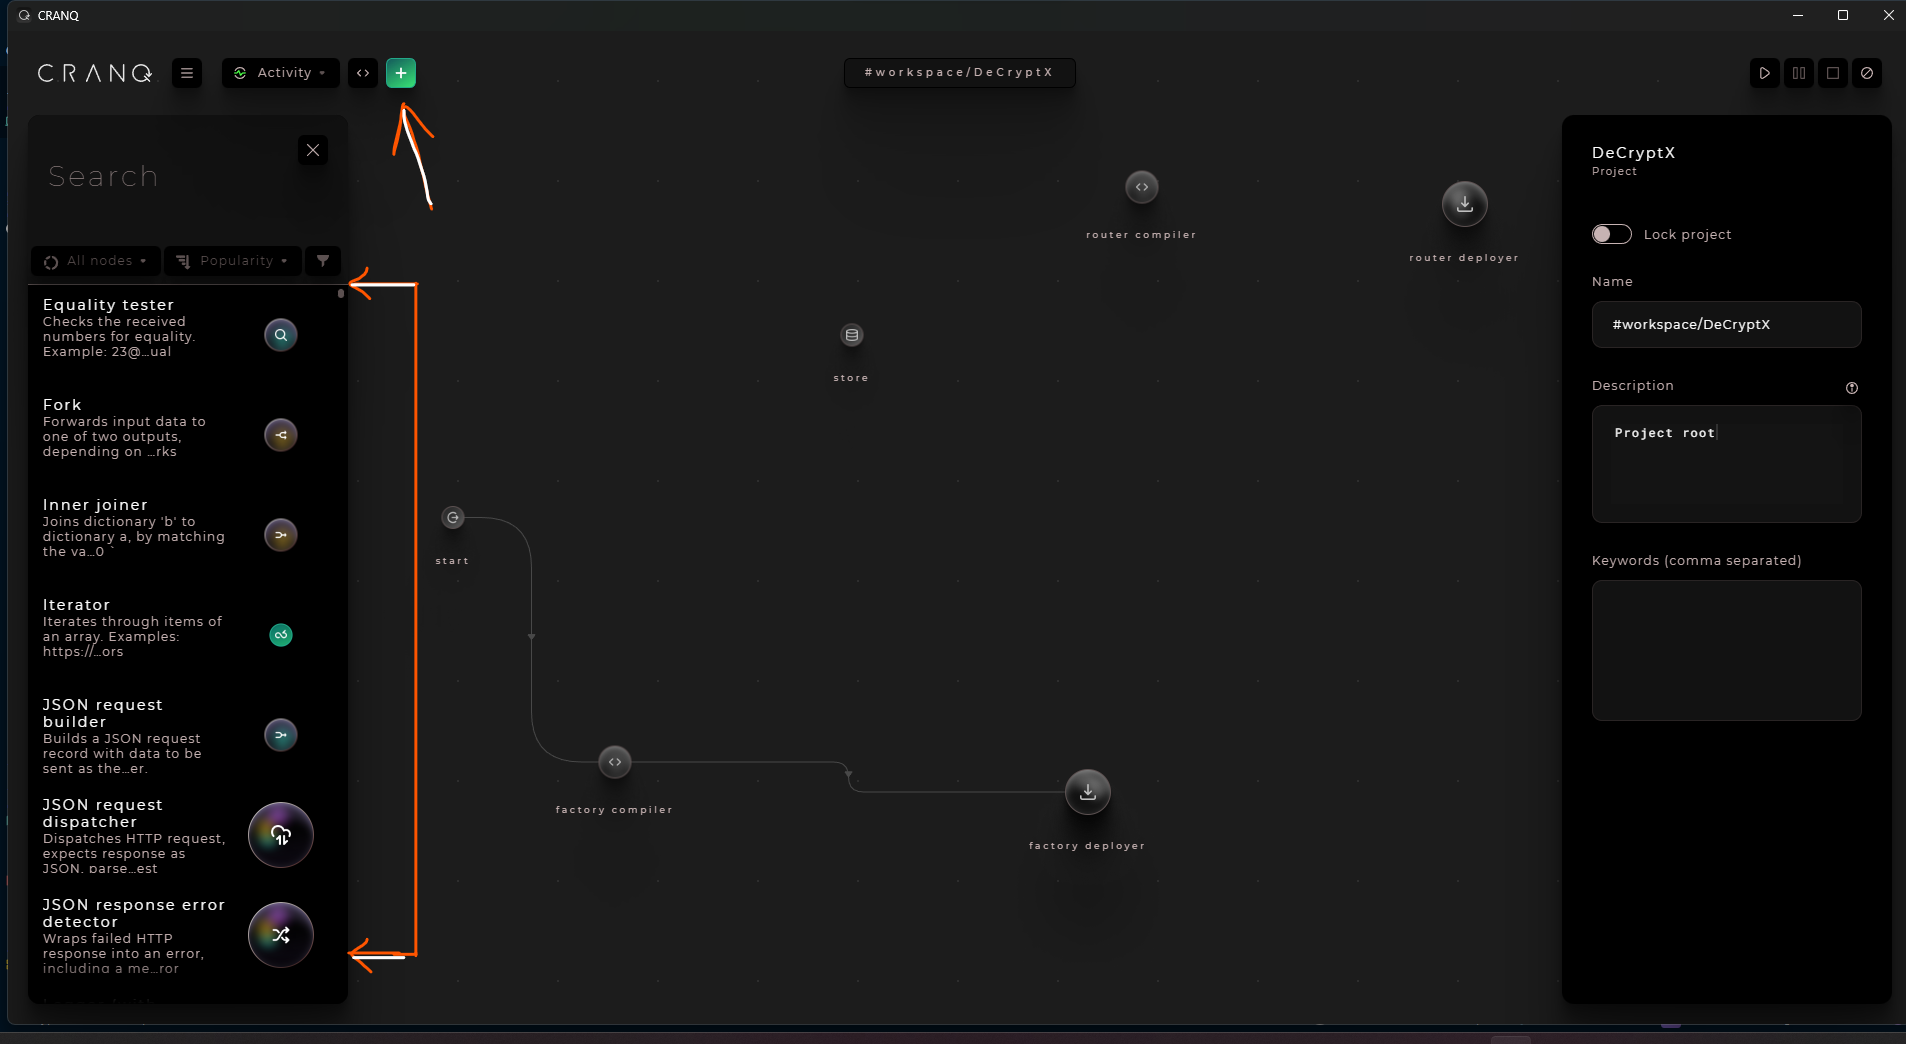 CRANQ
CRANQ
Activity
#workspace/DeCryptX
Search
All nodes
Popularity
Equality tester
Checks the received
numbers for equality.
Example: 23@...ual
Fork
Forwards input data to
one of two outputs,
depending on ...rks
Inner joiner
Joins dictionary 'b' to
dictionary a, by matching
the va...0 `
Iterator
Iterates through items of
an array. Examples:
https://...ors
JSON request
builder
Builds a JSON request
record with data to be
sent as the...er.
JSON request
dispatcher
Dispatches HTTP request,
expects response as
JSON, parse...est
JSON response error
detector
Wraps failed HTTP
response into an error,
including a me...ror
router compiler
router deployer
store
start
factory compiler
factory deployer
DeCryptX
Project
Lock project
Name
#workspace/DeCryptX
Description
Project root
Keywords (comma separated)